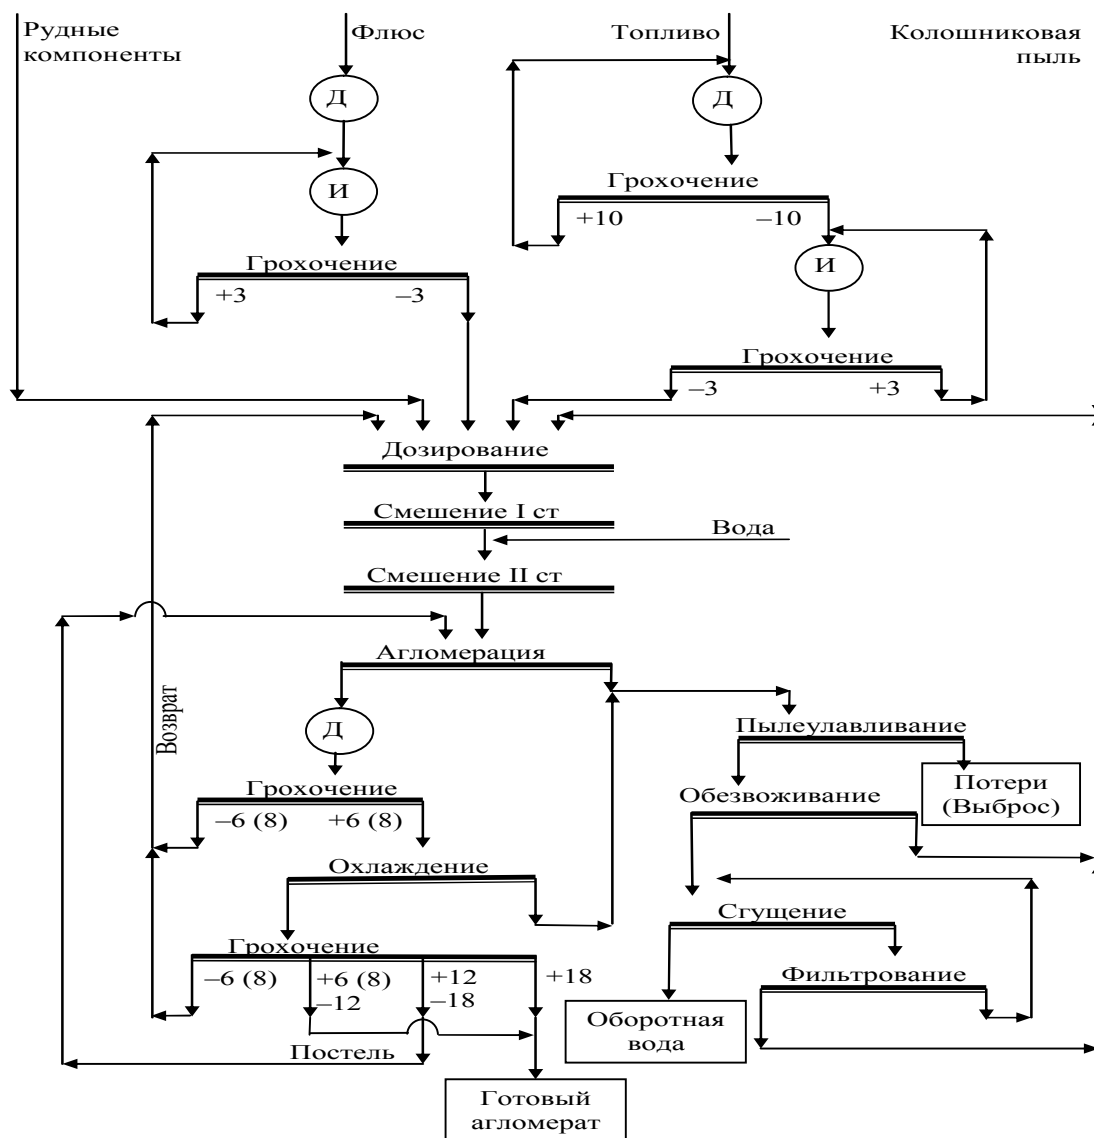 Рудные
компоненты
Флюс
Топливо
Колошниковая
пыль
Д
Д
И
Грохочение
+10
–10
И
Грохочение
+3
–3
Грохочение
–3
+3
Дозирование
Смешение I ст
Вода
Смешение II ст
Агломерация
Возврат
Д
Пылеулавливание
Грохочение
–6 (8)
+6 (8)
Потери
(Выброс)
Обезвоживание
Охлаждение
Сгущение
Грохочение
–6 (8)
+6 (8)
–12
+12
–18
+18
Фильтрование
Оборотная
вода
Постель
Готовый
агломерат